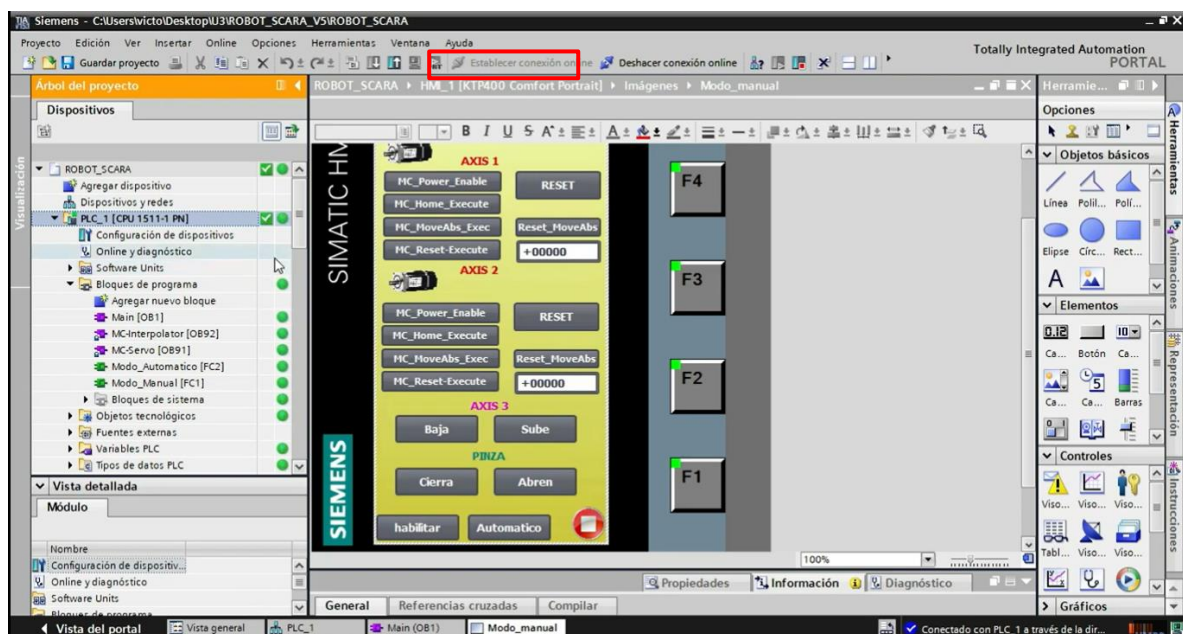 Siemens - C:\Users\victo\Desktop\U3\ROBOT_SCARA_V5\ROBOT_SCARA
Proyecto Edición Ver Insertar Online Opciones Herramientas Ventana Ayuda
Totally Integrated Automation
PORTAL
Guardar proyecto
Establecer conexión online
Deshacer conexión online
Árbol del proyecto
ROBOT_SCARA HMI_1 [KTP400 Comfort Portrait] Imágenes Modo_manual
Herramie...
Dispositivos
Opciones
B I U S
ROBOT_SCARA
Agregar dispositivo
Dispositivos y redes
PLC_1 [CPU 1511-1 PN]
Configuración de dispositivos
Online y diagnóstico
Software Units
Bloques de programa
Agregar nuevo bloque
Main [OB1]
MC-Interpolator [OB92]
MC-Servo [OB91]
Modo_Automatico [FC2]
Modo_Manual [FC1]
Bloques de sistema
Objetos tecnológicos
Fuentes externas
Variables PLC
Tipos de datos PLC
Visualización
Vista detallada
Módulo
Nombre
Configuración de dispositiv...
Online y diagnóstico
Software Units
Bloques de programa
SIMATIC HM
SIEMENS
AXIS 1
MC_Power_Enable RESET
MC_Home_Execute
MC_MoveAbs_Exec Reset_MoveAbs
MC_Reset-Execute +00000
AXIS 2
MC_Power_Enable RESET
MC_Home_Execute
MC_MoveAbs_Exec Reset_MoveAbs
MC_Reset-Execute +00000
AXIS 3
Baja Sube
PINZA
Cierra Abren
habilitar Automatico
F4
F3
F2
F1
100%
Propiedades Información Diagnóstico
General Referencias cruzadas Compilar
Objetos básicos
Línea Polil... Polí...
Elipse Círc... Rect...
A
Elementos
0.12 10
Ca... Botón Ca...
5
Ca... Ca... Barras
Controles
Viso... Viso... Viso...
Tabl... Viso... Viso...
Gráficos
Herramientas
Animaciones
Representación
Instrucciones
Vista del portal Vista general PLC_1 Main (OB1) Modo_manual
Conectado con PLC_1 a través de la dir...